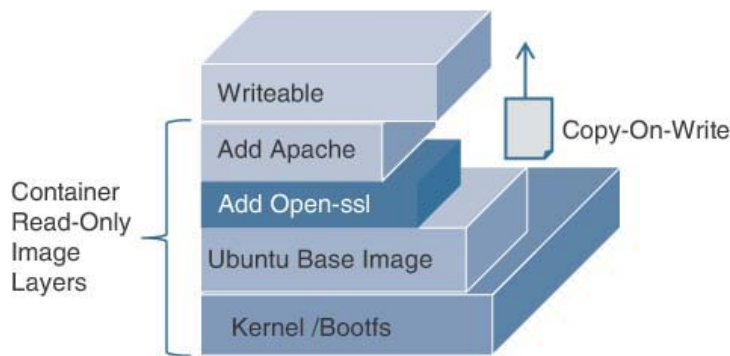 Writeable
Add Apache
Copy-On-Write
Container
Read-Only
Image
Layers
Add Open-ssl
Ubuntu Base Image
Kernel /Bootfs